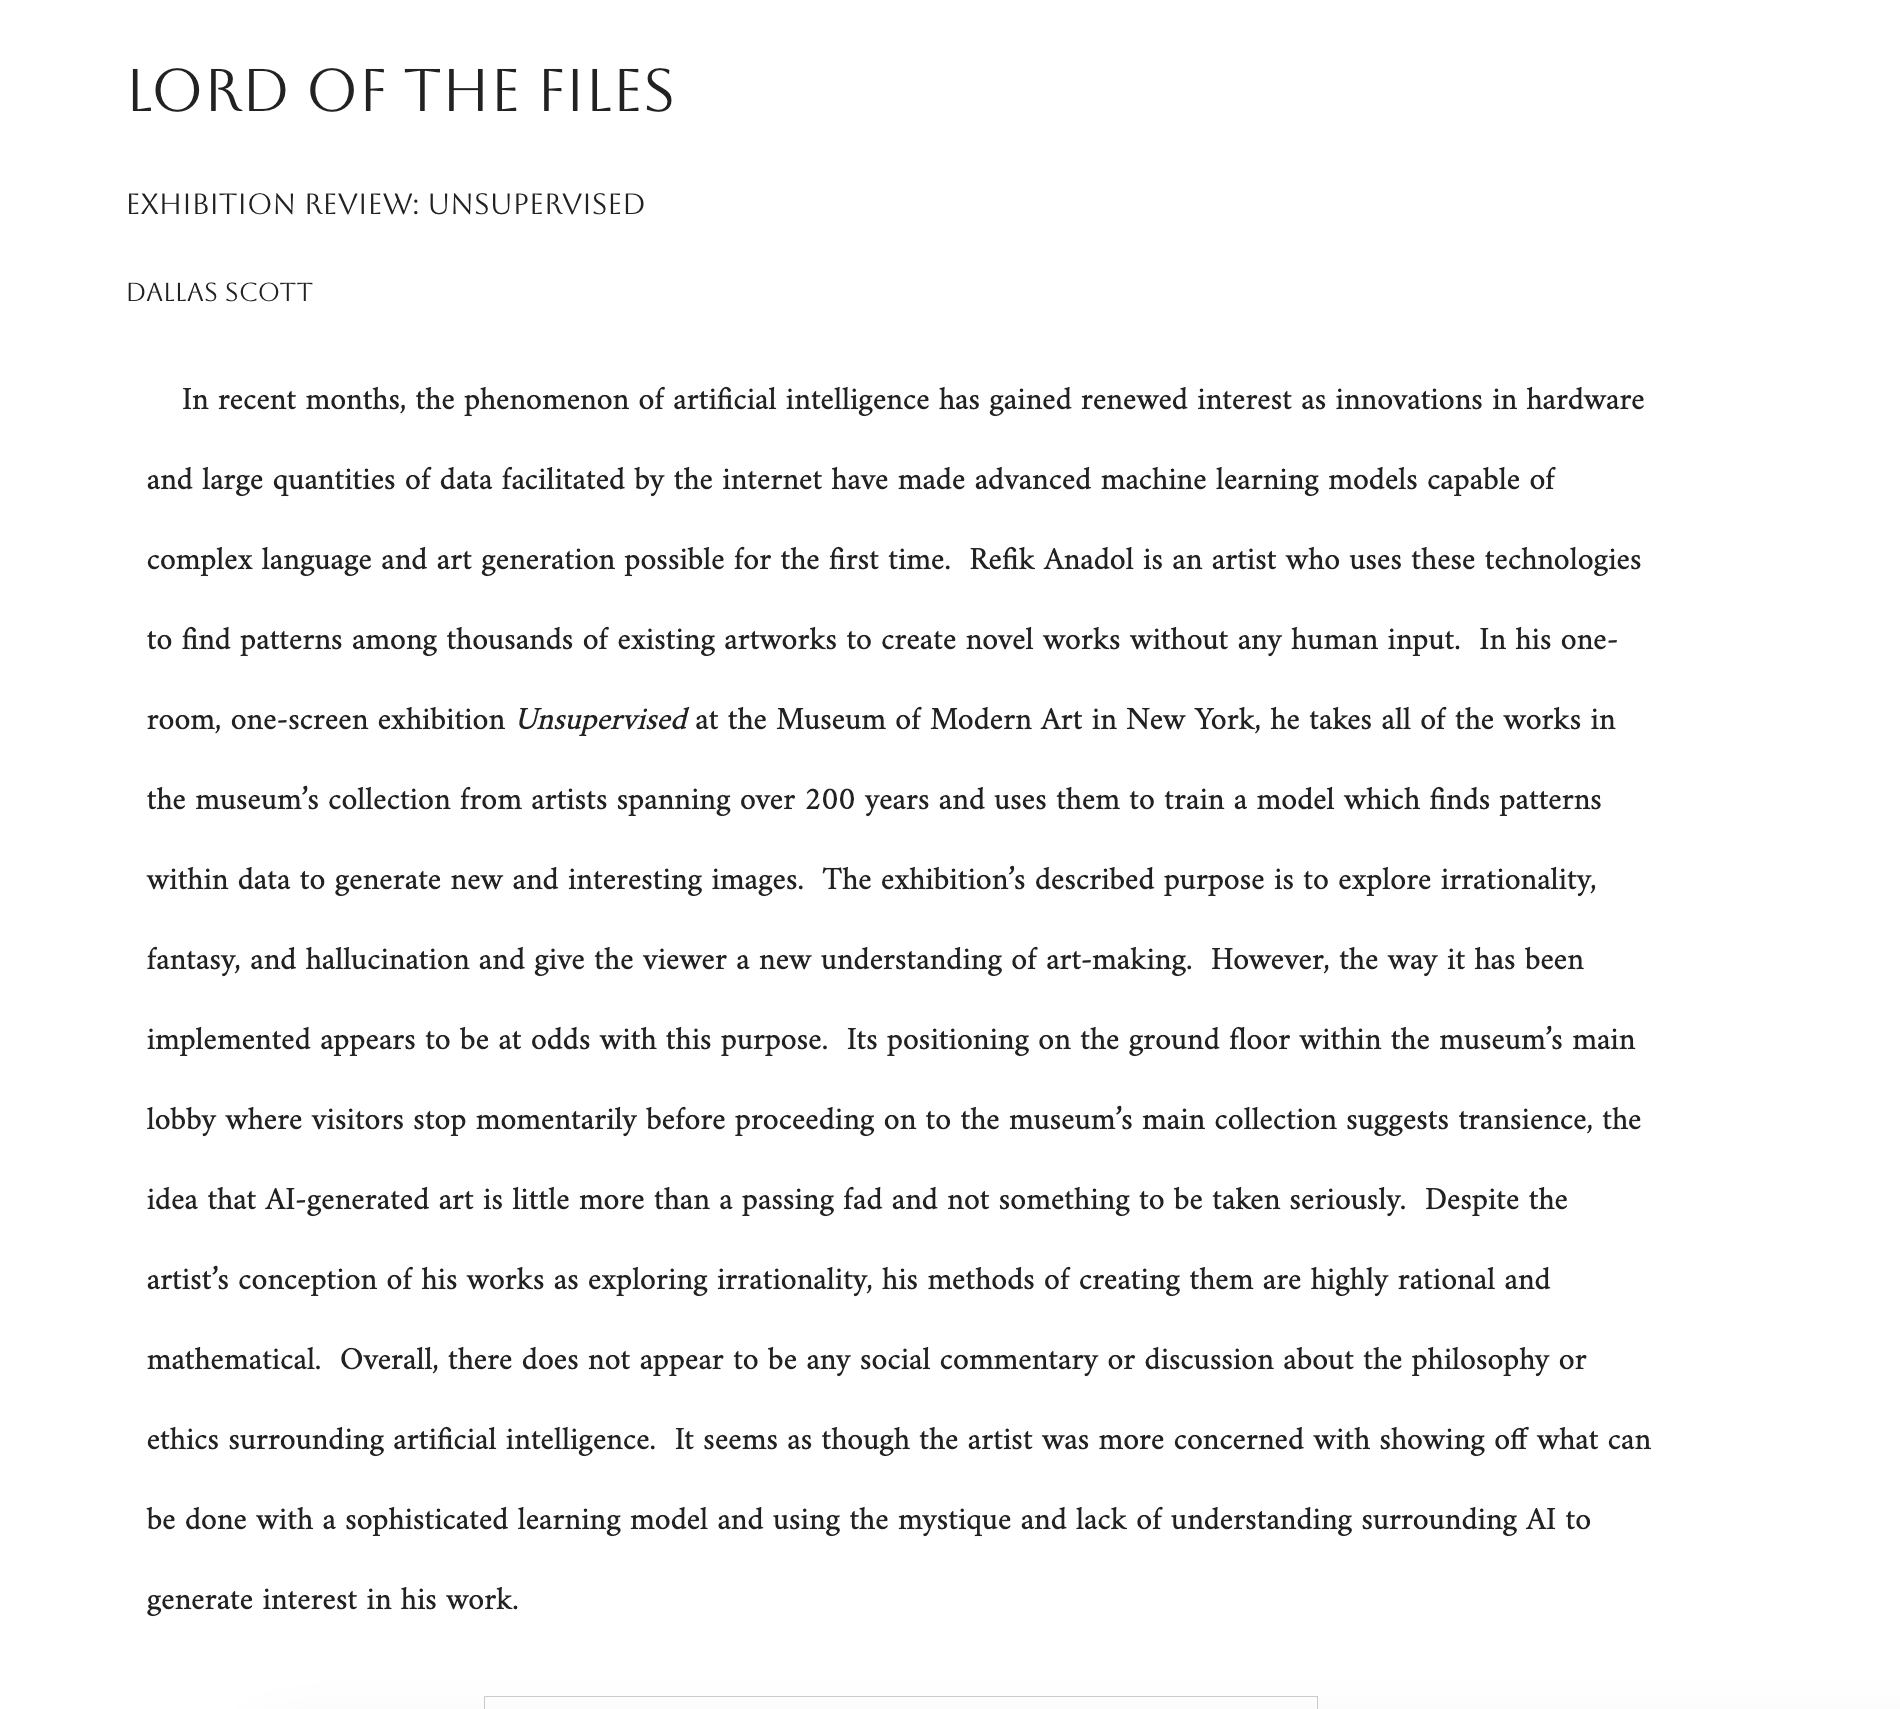 LORD OF THE FILES
EXHIBITION REVIEW: UNSUPERVISED
DALLAS SCOTT
In recent months, the phenomenon of artificial intelligence has gained renewed interest as innovations in hardware
and large quantities of data facilitated by the internet have made advanced machine learning models capable of
complex language and art generation possible for the first time.  Refik Anadol is an artist who uses these technologies
to find patterns among thousands of existing artworks to create novel works without any human input.  In his one-
room, one-screen exhibition Unsupervised at the Museum of Modern Art in New York, he takes all of the works in
the museum’s collection from artists spanning over 200 years and uses them to train a model which finds patterns
within data to generate new and interesting images.  The exhibition’s described purpose is to explore irrationality,
fantasy, and hallucination and give the viewer a new understanding of art-making.  However, the way it has been
implemented appears to be at odds with this purpose.  Its positioning on the ground floor within the museum’s main
lobby where visitors stop momentarily before proceeding on to the museum’s main collection suggests transience, the
idea that AI-generated art is little more than a passing fad and not something to be taken seriously.  Despite the
artist’s conception of his works as exploring irrationality, his methods of creating them are highly rational and
mathematical.  Overall, there does not appear to be any social commentary or discussion about the philosophy or
ethics surrounding artificial intelligence.  It seems as though the artist was more concerned with showing off what can
be done with a sophisticated learning model and using the mystique and lack of understanding surrounding AI to
generate interest in his work.